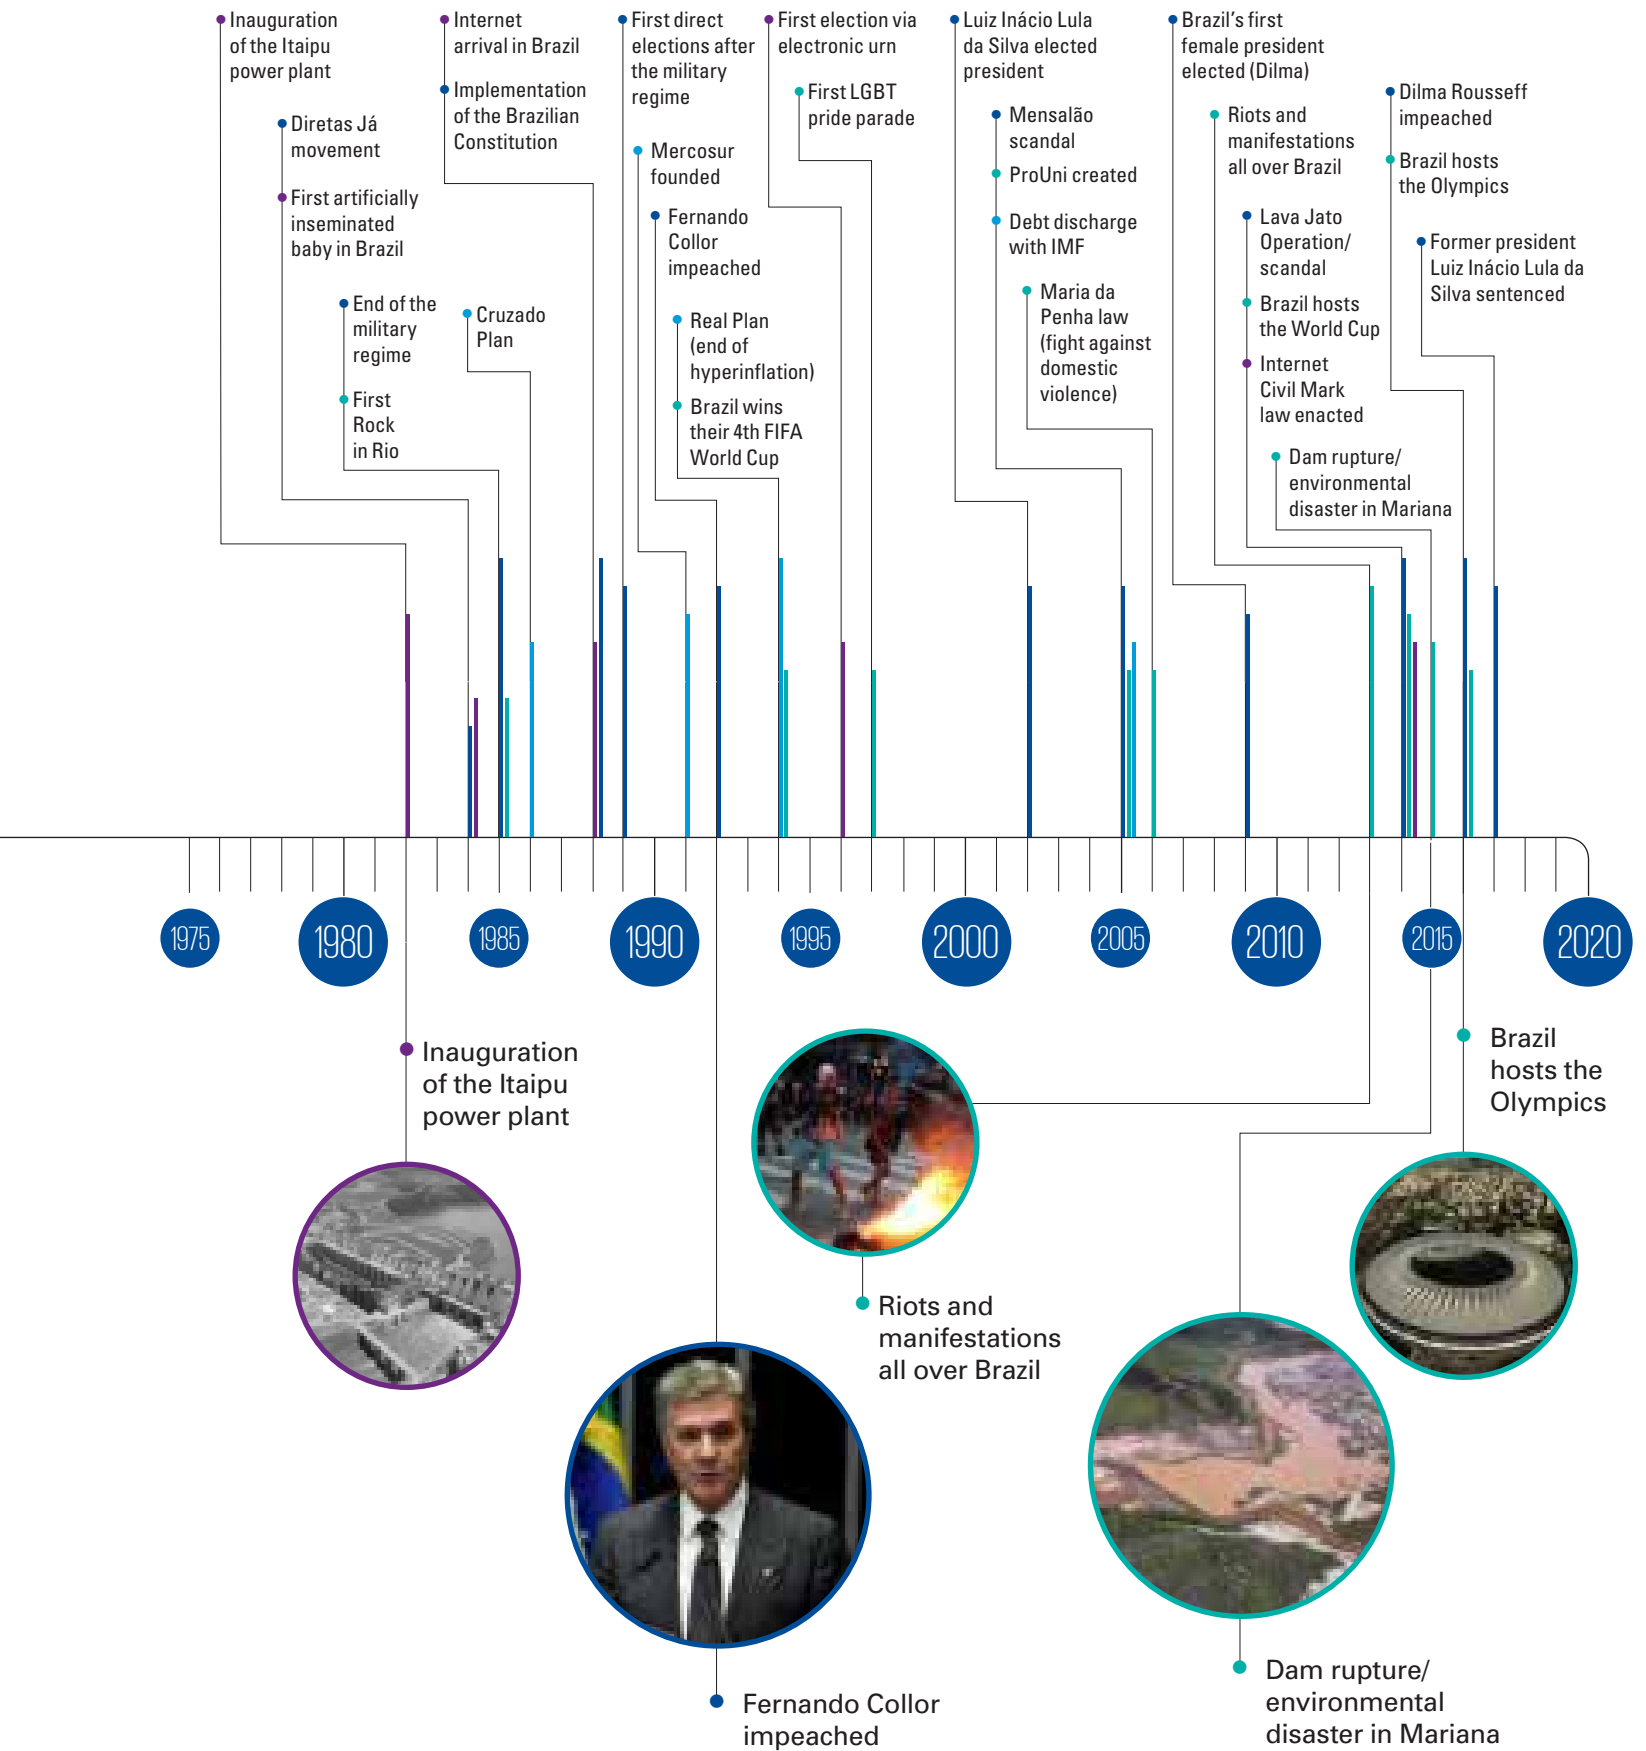 Inauguration
of the Itaipu
power plant
Diretas Já
movement
First artificially
inseminated
baby in Brazil
End of the
military
regime
First
Rock
in Rio
Internet
arrival in Brazil
Implementation
of the Brazilian
Constitution
Cruzado
Plan
First direct
elections after
the military
regime
Mercosur
founded
Fernando
Collor
impeached
Real Plan
(end of
hyperinflation)
Brazil wins
their 4th FIFA
World Cup
First election via
electronic urn
First LGBT
pride parade
Luiz Inácio Lula
da Silva elected
president
Mensalão
scandal
ProUni created
Debt discharge
with IMF
Maria da
Penha law
(fight against
domestic
violence)
Brazil's first
female president
elected (Dilma)
Riots and
manifestations
all over Brazil
Lava Jato
Operation/
scandal
Brazil hosts
the World Cup
Internet
Civil Mark
law enacted
Dam rupture/
environmental
disaster in Mariana
Dilma Rousseff
impeached
Brazil hosts
the Olympics
Former president
Luiz Inácio Lula da
Silva sentenced
1975
1980
1985
1990
1995
2000
2005
2010
2015
2020
Inauguration
of the Itaipu
power plant
Brazil
hosts the
Olympics
Riots and
manifestations
all over Brazil
Dam rupture/
environmental
disaster in Mariana
Fernando Collor
impeached